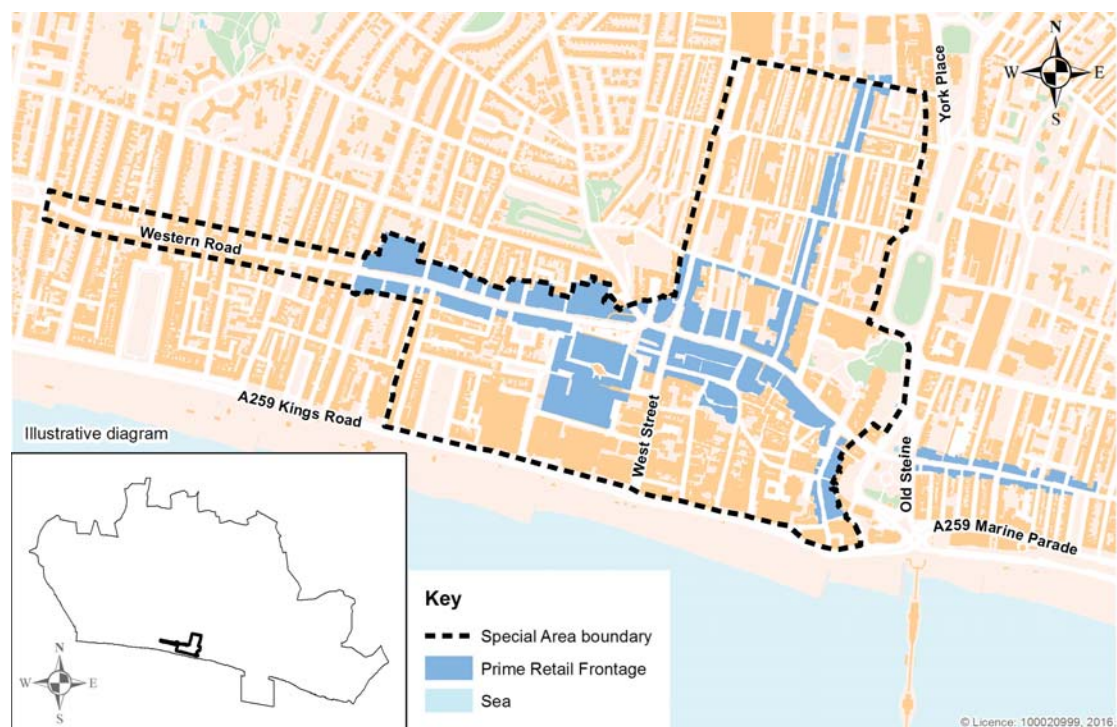 N
W E
S
York Place
Western Road
A259 Kings Road
West Street
Old Steine
A259 Marine Parade
Illustrative diagram
N
W E
S
Key
Special Area boundary
Prime Retail Frontage
Sea
© Licence: 100020999, 2016